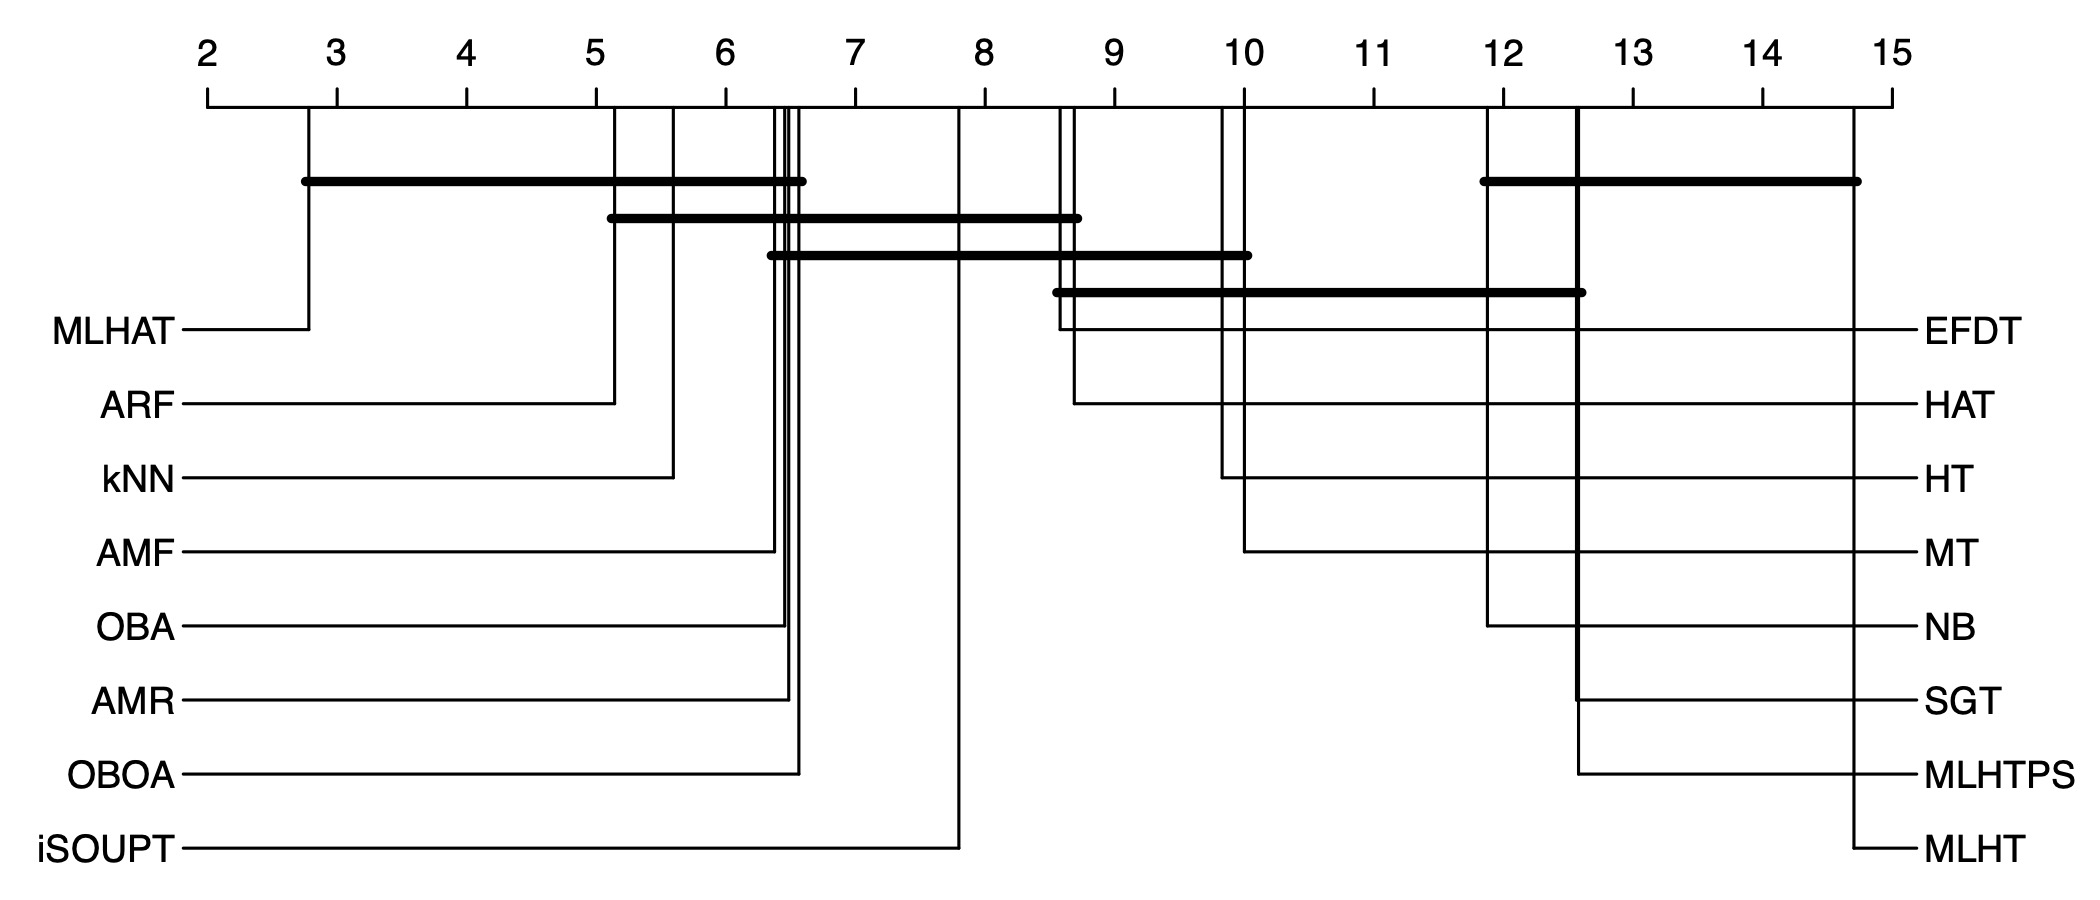 2 3 4 5 6 7 8 9 10 11 12 13 14 15
MLHAT EFDT
ARF HAT
kNN HT
AMF MT
OBA NB
AMR SGT
OBOA MLHTPS
iSOUPT MLHT